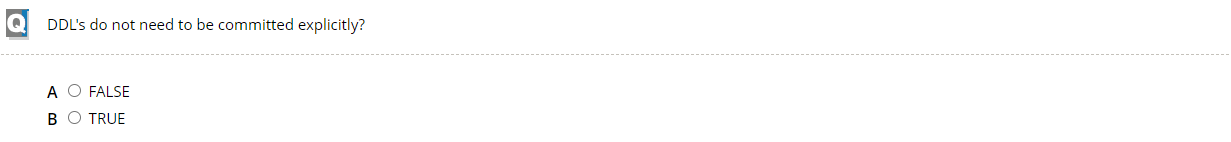 Q DDL's do not need to be committed explicitly?
A FALSE
B TRUE